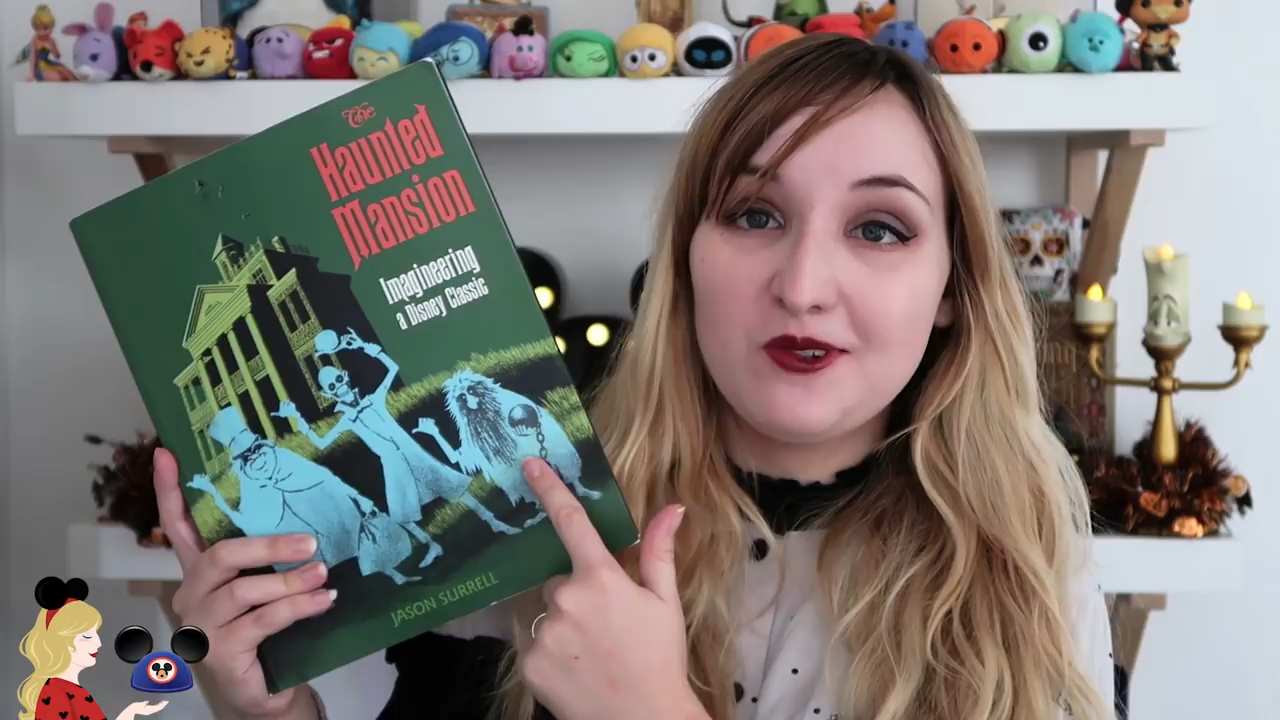 The
Haunted
Mansion
Imagineering
a Disney Classic
JASON SURRELL